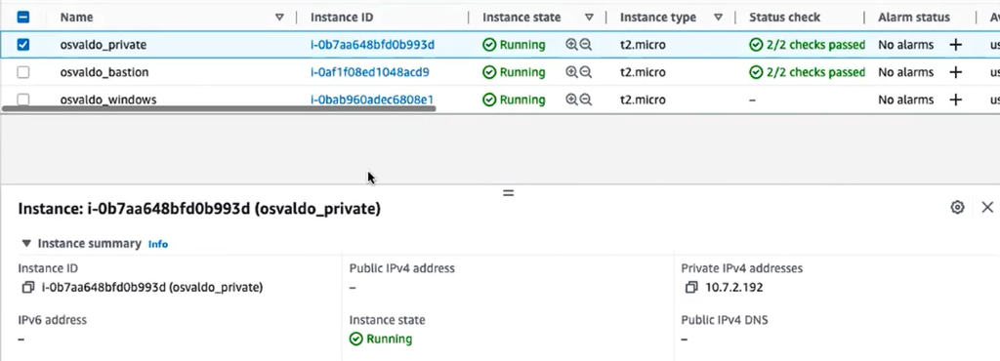 Name Instance ID Instance state Instance type Status check Alarm status
osvaldo_private i-0b7aa648bfd0b993d Running t2.micro 2/2 checks passed No alarms + us
osvaldo_bastion i-0af1f08ed1048acd9 Running t2.micro 2/2 checks passed No alarms + us
osvaldo_windows i-0bab960adec6808e1 Running t2.micro – No alarms + us
Instance: i-0b7aa648bfd0b993d (osvaldo_private)
Instance summary Info
Instance ID Public IPv4 address Private IPv4 addresses
i-0b7aa648bfd0b993d (osvaldo_private) – 10.7.2.192
IPv6 address Instance state Public IPv4 DNS
– Running –